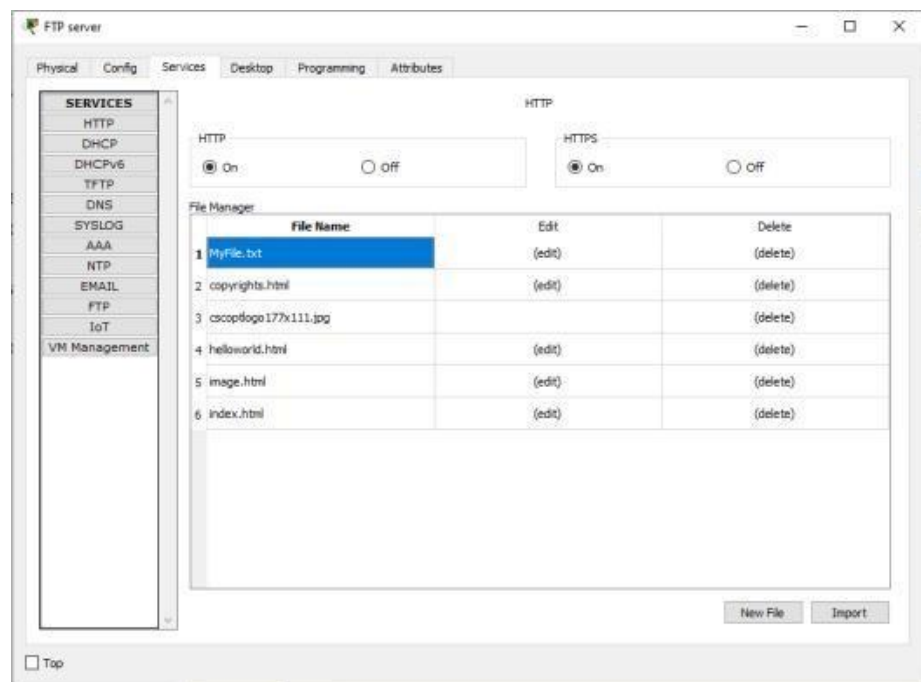 FTP server
Physical Config Services Desktop Programming Attributes
SERVICES
HTTP
DHCP
DHCPv6
TFTP
DNS
SYSLOG
AAA
NTP
EMAIL
FTP
IoT
VM Management
HTTP
HTTP
On Off
HTTPS
On Off
File Manager
File Name Edit Delete
1 MyFile.txt (edit) (delete)
2 copyrights.html (edit) (delete)
3 cscoptlogo177x111.jpg (delete)
4 helloworld.html (edit) (delete)
5 image.html (edit) (delete)
6 index.html (edit) (delete)
New File Import
Top